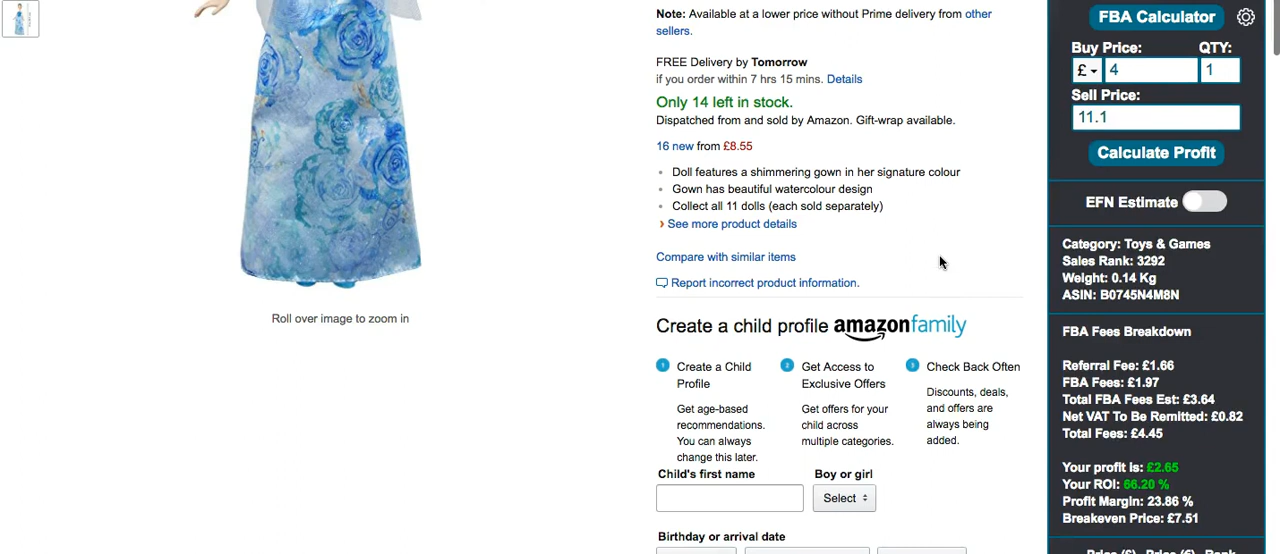 Roll over image to zoom in
Note: Available at a lower price without Prime delivery from other
sellers.
FREE Delivery by Tomorrow
if you order within 7 hrs 15 mins. Details
Only 14 left in stock.
Dispatched from and sold by Amazon. Gift-wrap available.
16 new from £8.55
Doll features a shimmering gown in her signature colour
Gown has beautiful watercolour design
Collect all 11 dolls (each sold separately)
See more product details
Compare with similar items
Report incorrect product information.
Create a child profile amazonfamily
1 Create a Child
Profile
Get age-based
recommendations.
You can always
change this later.
2 Get Access to
Exclusive Offers
Get offers for your
child across
multiple categories.
3 Check Back Often
Discounts, deals,
and offers are
always being
added.
Child's first name
Boy or girl
Select
Birthday or arrival date
FBA Calculator
Buy Price: QTY:
£ 4 1
Sell Price:
11.1
Calculate Profit
EFN Estimate
Category: Toys & Games
Sales Rank: 3292
Weight: 0.14 Kg
ASIN: B0745N4M8N
FBA Fees Breakdown
Referral Fee: £1.66
FBA Fees: £1.97
Total FBA Fees Est: £3.64
Net VAT To Be Remitted: £0.82
Total Fees: £4.45
Your profit is: £2.65
Your ROI: 66.20 %
Profit Margin: 23.86 %
Breakeven Price: £7.51
Price (£) Price (€) Rank